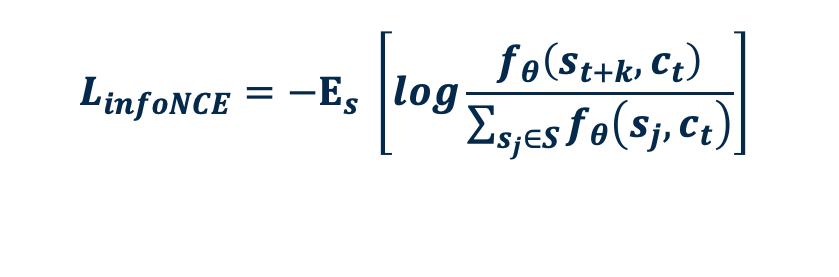 L_{infoNCE} = −E_s [log f_θ(s_{t+k}, c_t) / ∑_{s_j∈S} f_θ(s_j, c_t)]